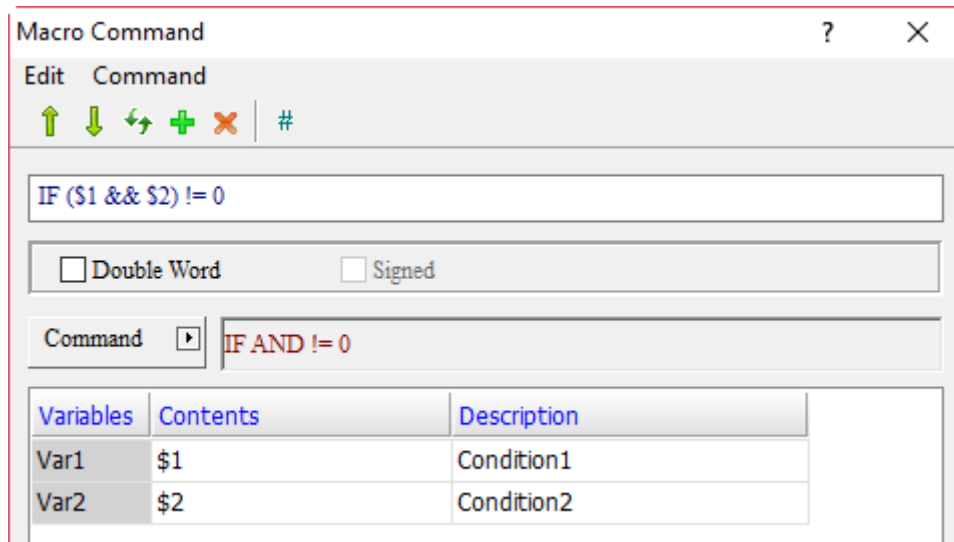 Macro Command ?
Edit Command
#
IF ($1 && $2) != 0
Double Word Signed
Command IF AND != 0
Variables Contents Description
Var1 $1 Condition1
Var2 $2 Condition2